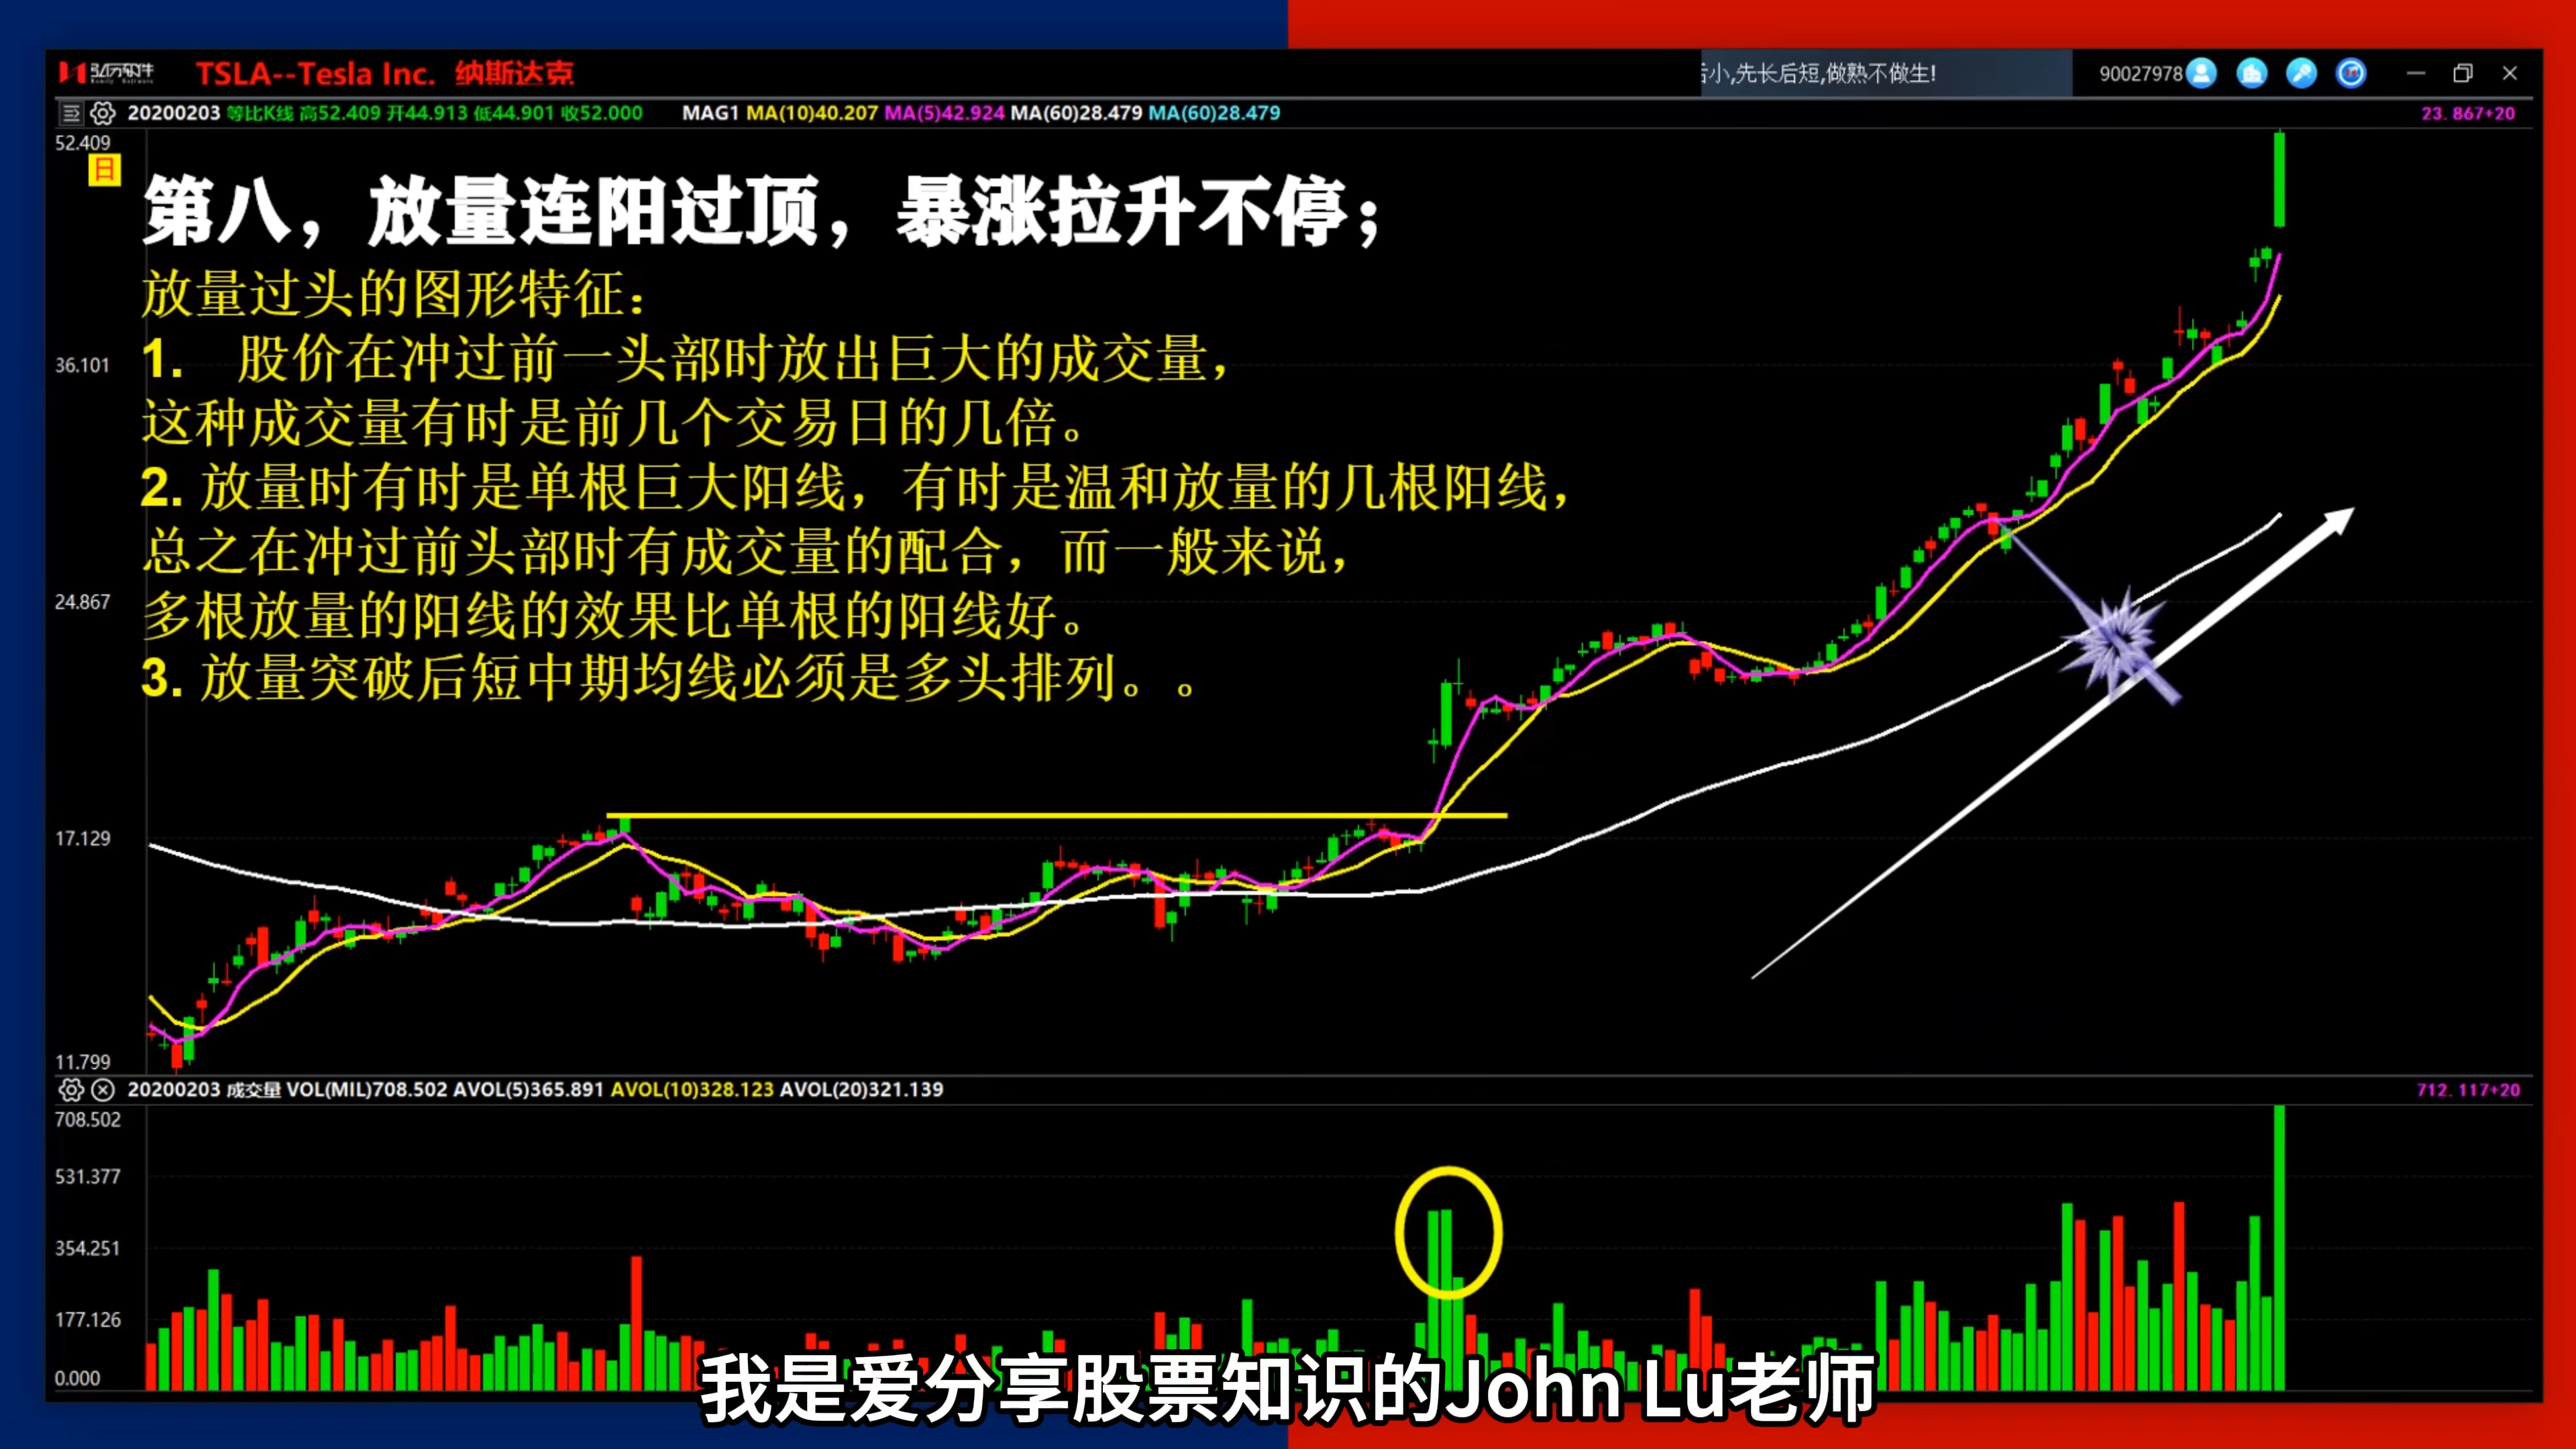 弘历软件
TSLA--Tesla Inc. 纳斯达克
小,先长后短,做熟不做生!
90027978
20200203 等比K线 高52.409 开44.913 低44.901 收52.000 MAG1 MA(10)40.207 MA(5)42.924 MA(60)28.479 MA(60)28.479
23.867+20
52.409
日
第八，放量连阳过顶，暴涨拉升不停；
放量过头的图形特征：
1. 股价在冲过前一头部时放出巨大的成交量，
36.101
这种成交量有时是前几个交易日的几倍。
2. 放量时有时是单根巨大阳线，有时是温和放量的几根阳线，
总之在冲过前头部时有成交量的配合，而一般来说，
24.867
多根放量的阳线的效果比单根的阳线好。
3. 放量突破后短中期均线必须是多头排列。。
17.129
11.799
20200203 成交量 VOL(MIL)708.502 AVOL(5)365.891 AVOL(10)328.123 AVOL(20)321.139
712.117+20
708.502
531.377
354.251
177.126
0.000
我是爱分享股票知识的John Lu老师